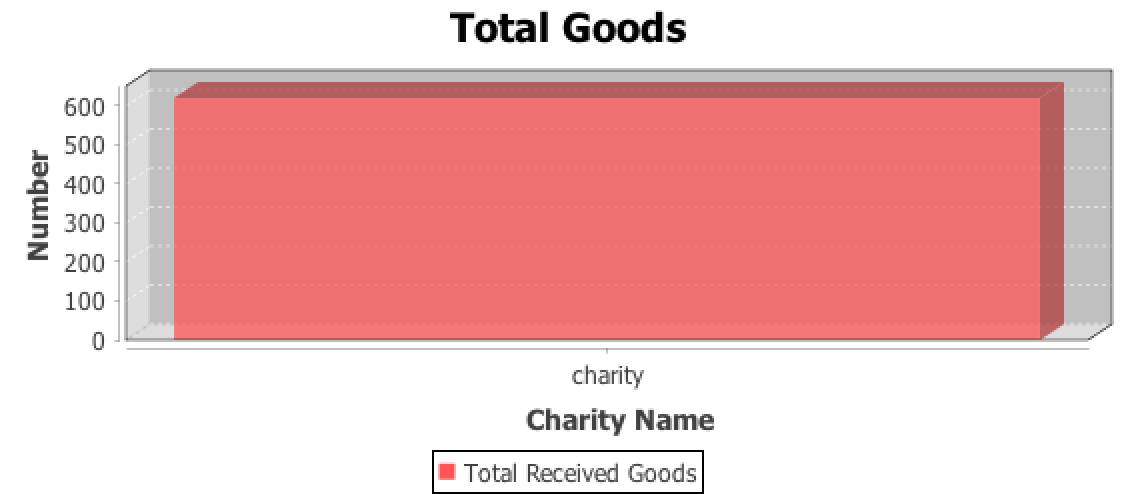 Total Goods
Number
600
500
400
300
200
100
0
charity
Charity Name
Total Received Goods